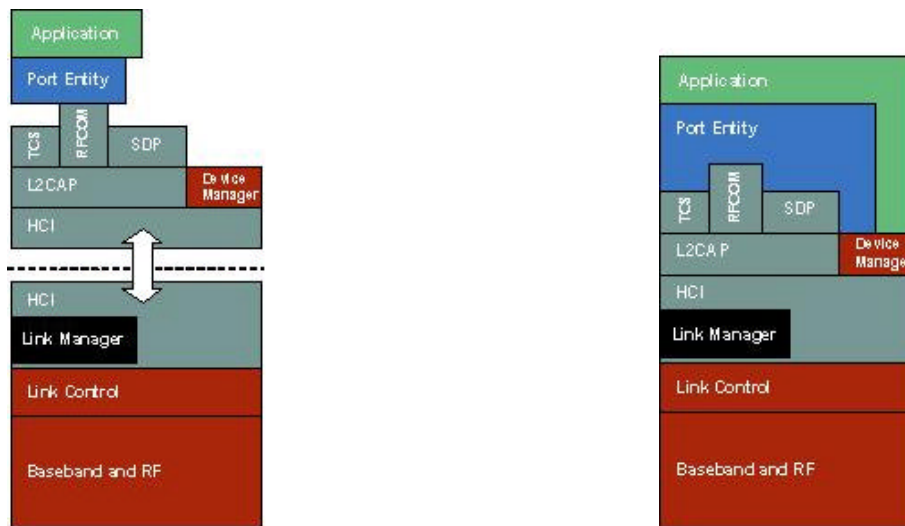 Application
Port Entity
TCS
RFCOM
SDP
L2CAP
Device
Manager
HCI
HCI
Link Manager
Link Control
Baseband and RF
Application
Port Entity
TCS
RFCOM
SDP
L2CAP
Device
Manage
HCI
Link Manager
Link Control
Baseband and RF